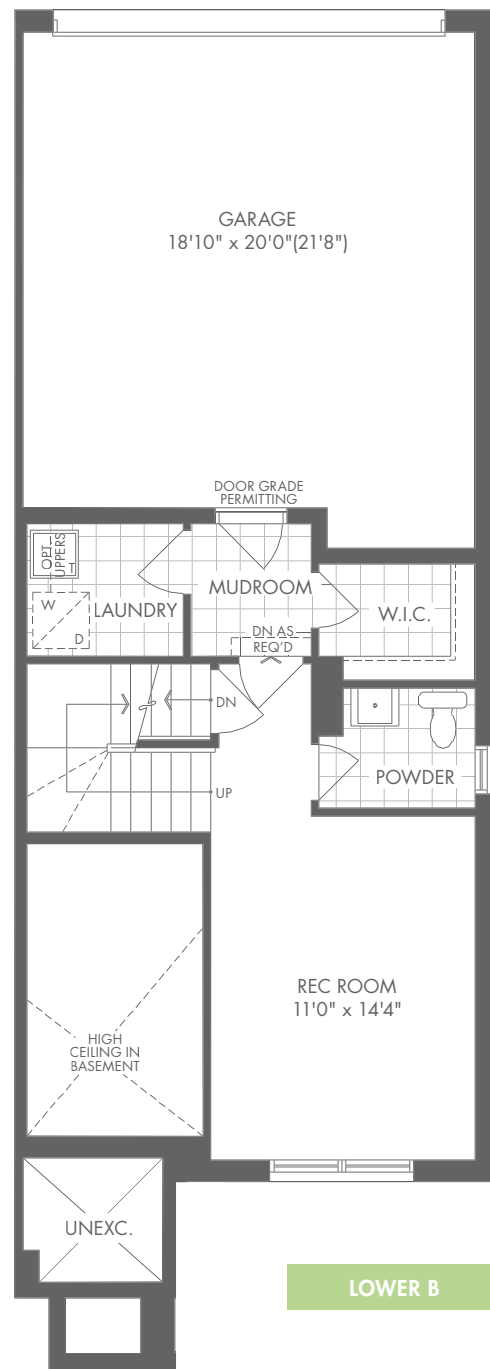 GARAGE
18'10" x 20'0"(21'8")
DOOR GRADE
PERMITTING
OPT.
UPPERS
T
W
D
LAUNDRY
MUDROOM
DN AS
REQ'D
W.I.C.
DN
UP
POWDER
REC ROOM
11'0" x 14'4"
HIGH
CEILING IN
BASEMENT
UNEXC.
LOWER B